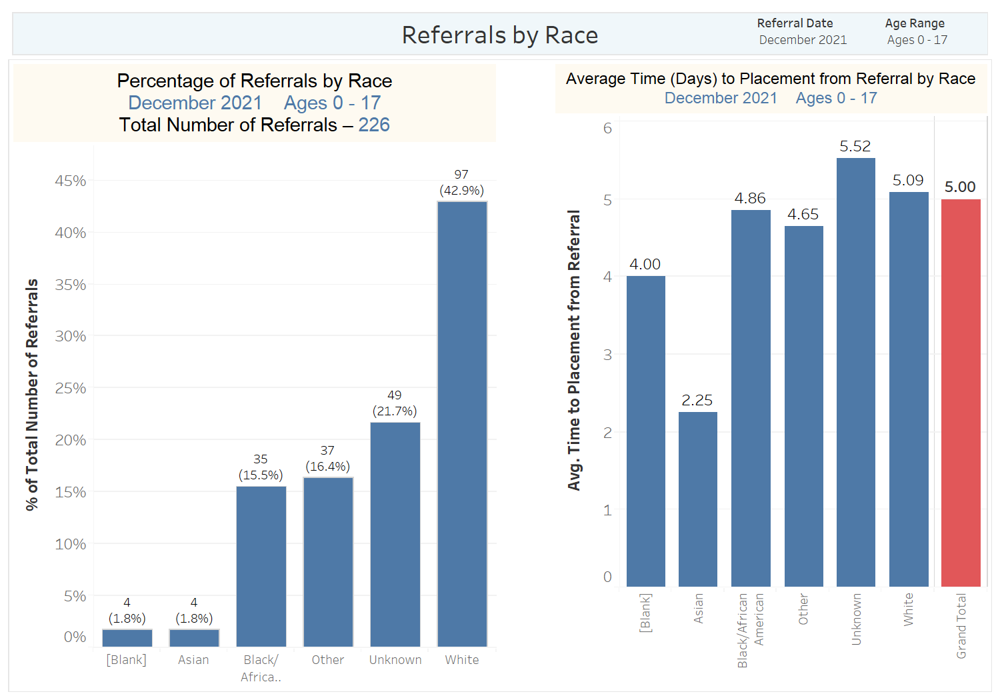 Referrals by Race
Referral Date
December 2021
Age Range
Ages 0 - 17
Percentage of Referrals by Race
December 2021 Ages 0 - 17
Total Number of Referrals – 226
% of Total Number of Referrals
45%
40%
35%
30%
25%
20%
15%
10%
5%
0%
4
(1.8%)
4
(1.8%)
35
(15.5%)
37
(16.4%)
49
(21.7%)
97
(42.9%)
[Blank]
Asian
Black/
Africa..
Other
Unknown
White
Average Time (Days) to Placement from Referral by Race
December 2021 Ages 0 - 17
Avg. Time to Placement from Referral
6
5
4
3
2
1
0
4.00
2.25
4.86
4.65
5.52
5.09
5.00
[Blank]
Asian
Black/African
American
Other
Unknown
White
Grand Total